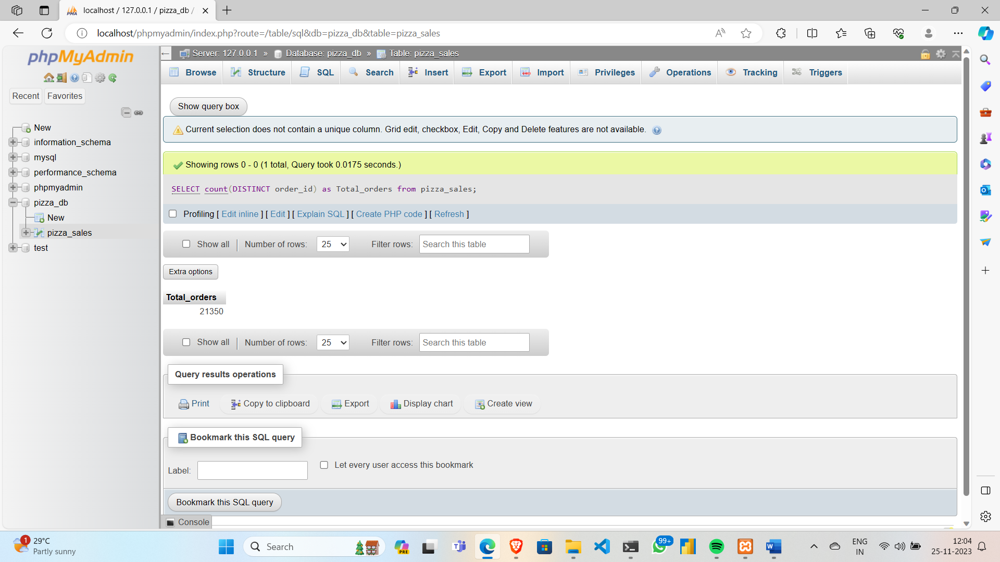 localhost / 127.0.0.1 / pizza_db /
localhost/phpmyadmin/index.php?route=/table/sql&db=pizza_db&table=pizza_sales
phpMyAdmin
Recent Favorites
New
information_schema
mysql
performance_schema
phpmyadmin
pizza_db
New
pizza_sales
test
Server: 127.0.0.1 » Database: pizza_db » Table: pizza_sales
Browse Structure SQL Search Insert Export Import Privileges Operations Tracking Triggers
Show query box
Current selection does not contain a unique column. Grid edit, checkbox, Edit, Copy and Delete features are not available.
Showing rows 0 - 0 (1 total, Query took 0.0175 seconds.)
SELECT count(DISTINCT order_id) as Total_orders from pizza_sales;
Profiling [ Edit inline ] [ Edit ] [ Explain SQL ] [ Create PHP code ] [ Refresh ]
Show all | Number of rows: 25 Filter rows: Search this table
Extra options
Total_orders
21350
Show all | Number of rows: 25 Filter rows: Search this table
Query results operations
Print Copy to clipboard Export Display chart Create view
Bookmark this SQL query
Label: Let every user access this bookmark
Bookmark this SQL query
Console
1 29°C
Partly sunny
Search
PRE
99+
ENG
IN
12:04
25-11-2023